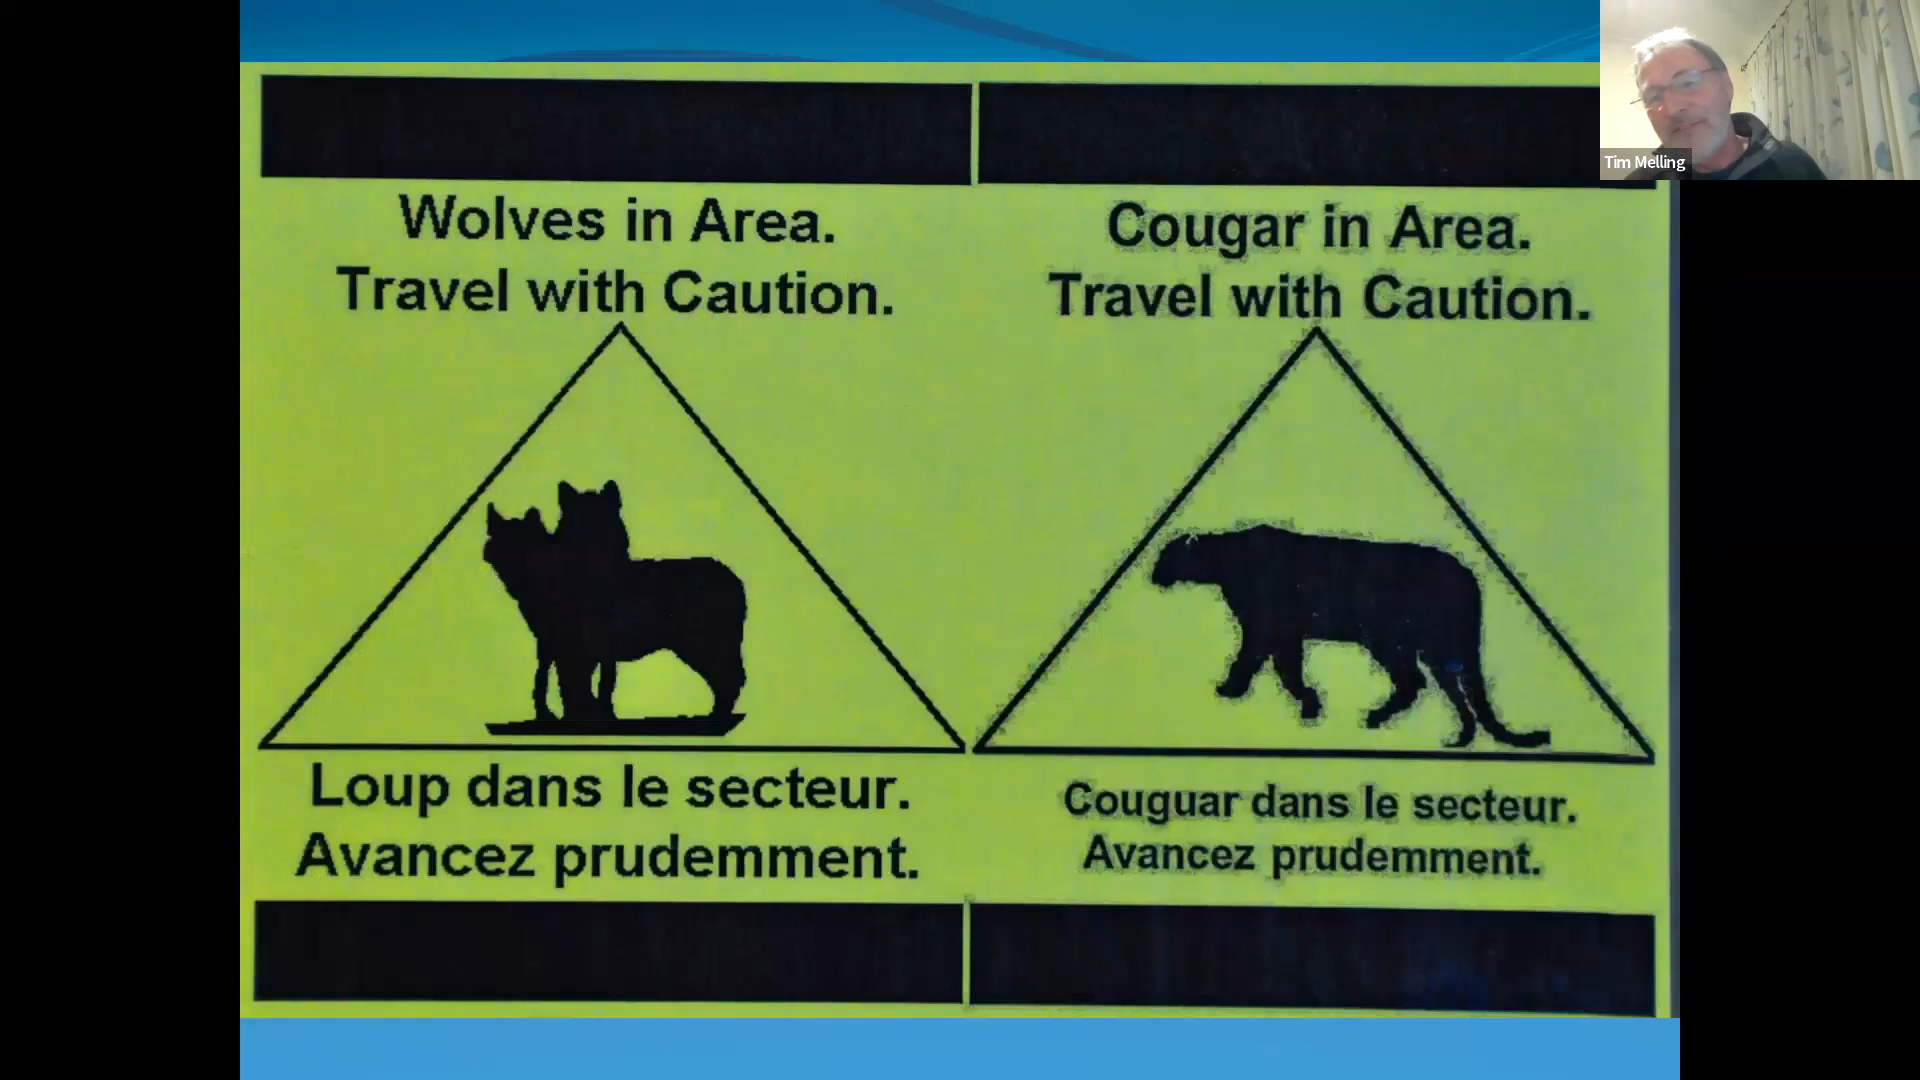 Tim Melling
Wolves in Area.
Travel with Caution.
Loup dans le secteur.
Avancez prudemment.
Cougar in Area.
Travel with Caution.
Couguar dans le secteur.
Avancez prudemment.